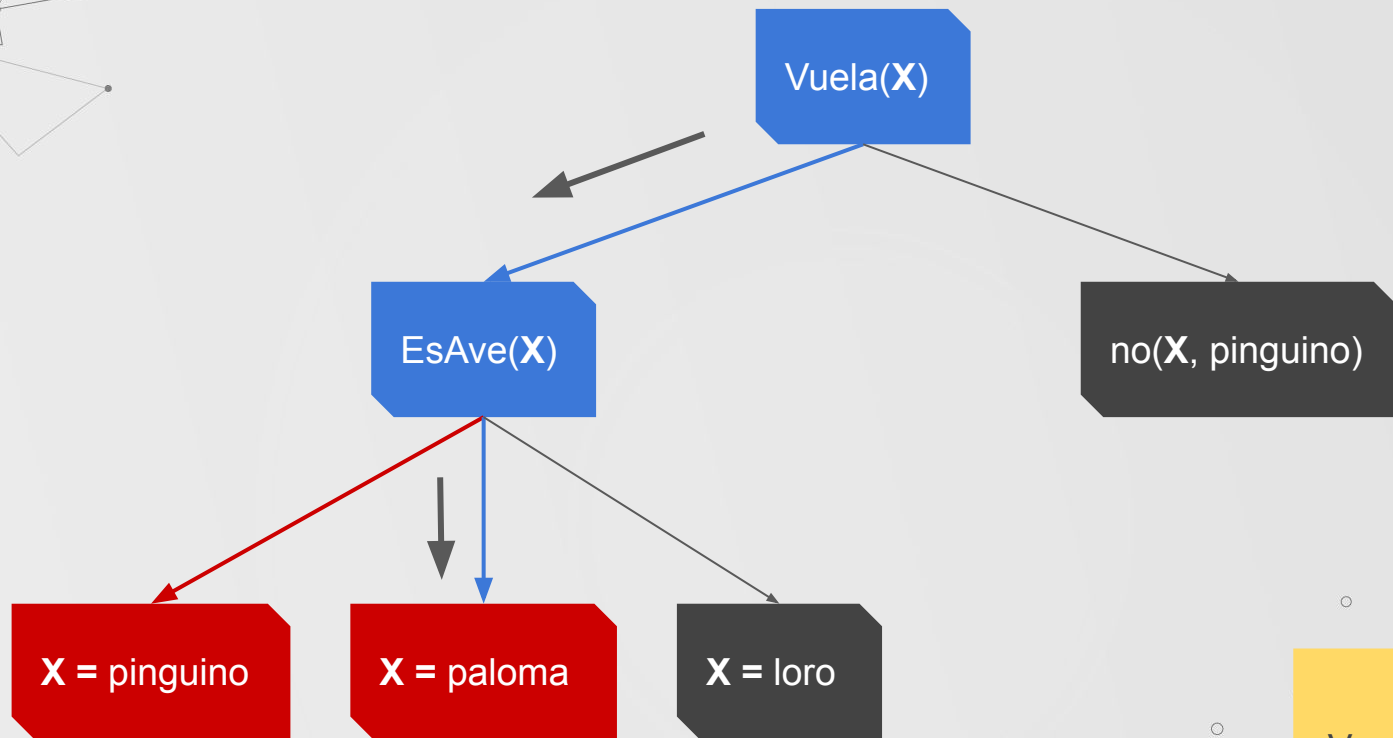 Vuela(X)
EsAve(X)
no(X, pinguino)
X = pinguino
X = paloma
X = loro